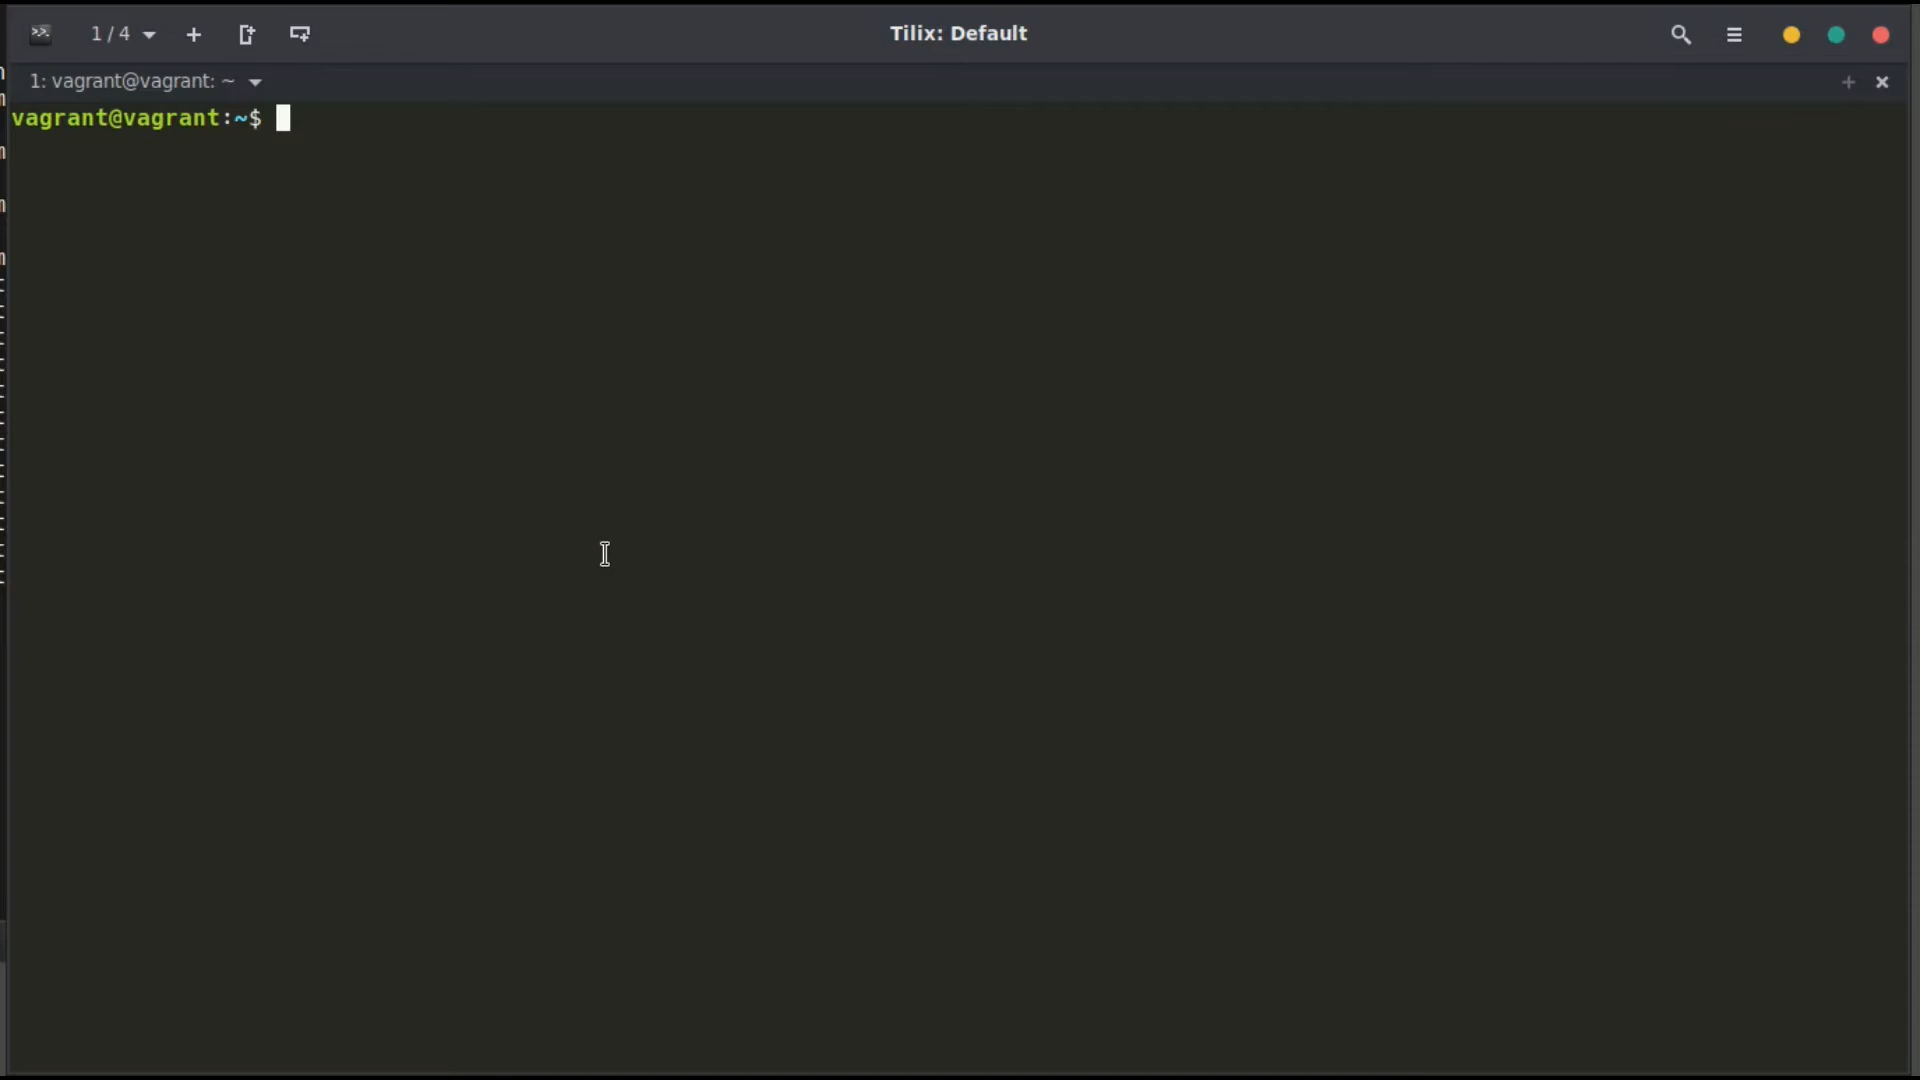 1 / 4
Tilix: Default
1: vagrant@vagrant: ~
vagrant@vagrant:~$